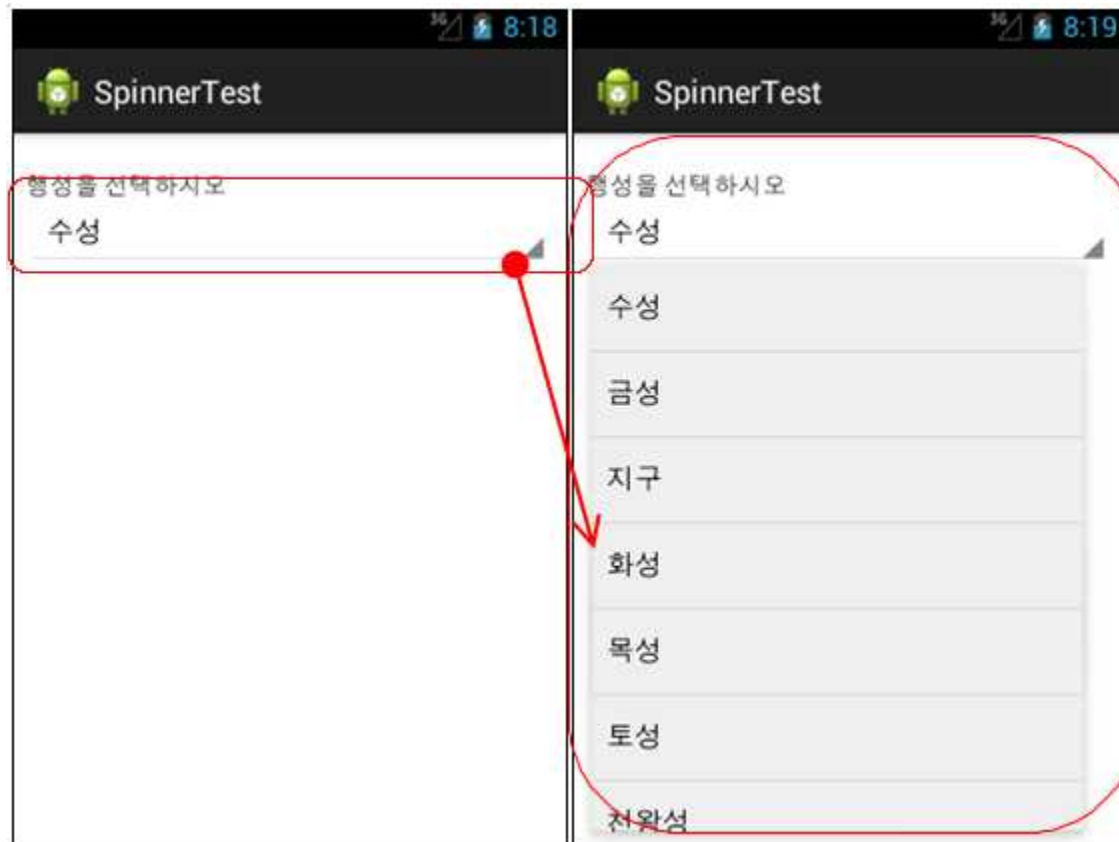 3G 8:18
SpinnerTest
행성을 선택하시오
수성
3G 8:19
SpinnerTest
행성을 선택하시오
수성
수성
금성
지구
화성
목성
토성
천왕성